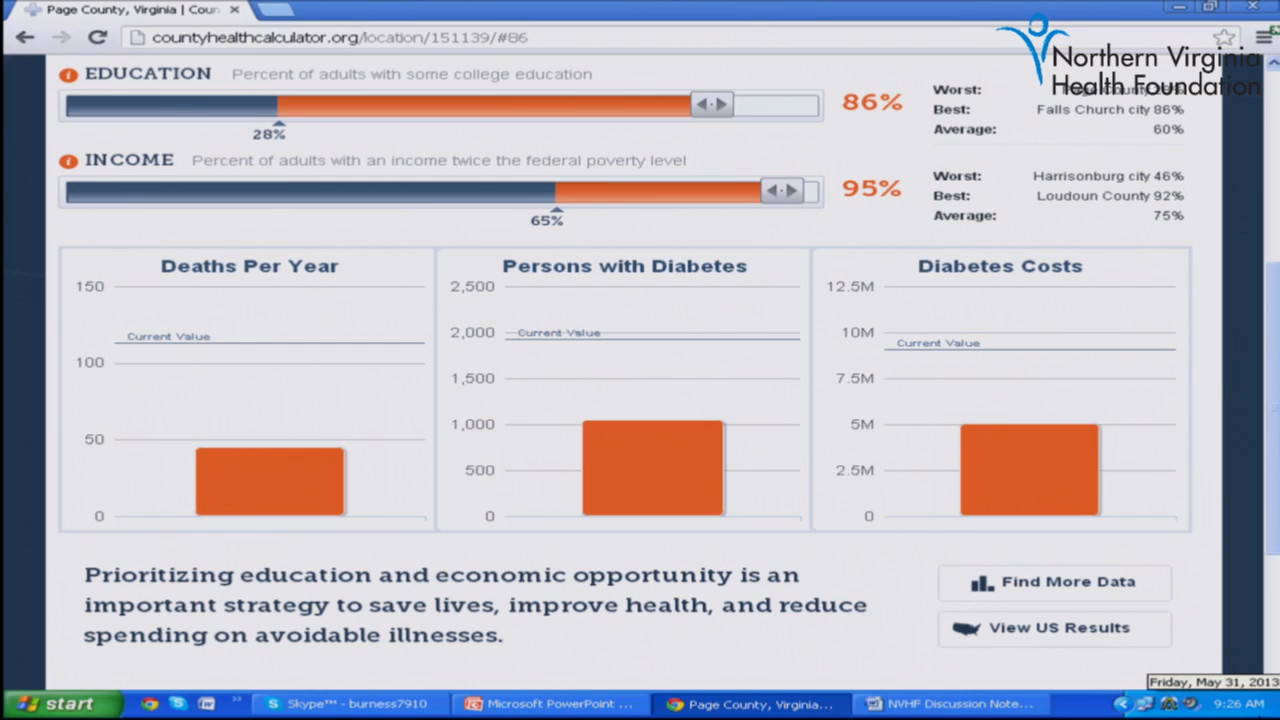 Page County, Virginia | Coun
countyhealthcalculator.org/location/151139/#86
Northern Virginia
Health Foundation
EDUCATION Percent of adults with some college education
86%
28%
Worst:
Best: Falls Church city 86%
Average: 60%
INCOME Percent of adults with an income twice the federal poverty level
95%
65%
Worst: Harrisonburg city 46%
Best: Loudoun County 92%
Average: 75%
Deaths Per Year
150
Current Value
100
50
0
Persons with Diabetes
2,500
2,000 Current Value
1,500
1,000
500
0
Diabetes Costs
12.5M
10M
Current Value
7.5M
5M
2.5M
0
Prioritizing education and economic opportunity is an
important strategy to save lives, improve health, and reduce
spending on avoidable illnesses.
Find More Data
View US Results
Friday, May 31, 2013
start
Skype™ - burness7910
Microsoft PowerPoint ...
Page County, Virginia...
NVHF Discussion Note...
9:26 AM